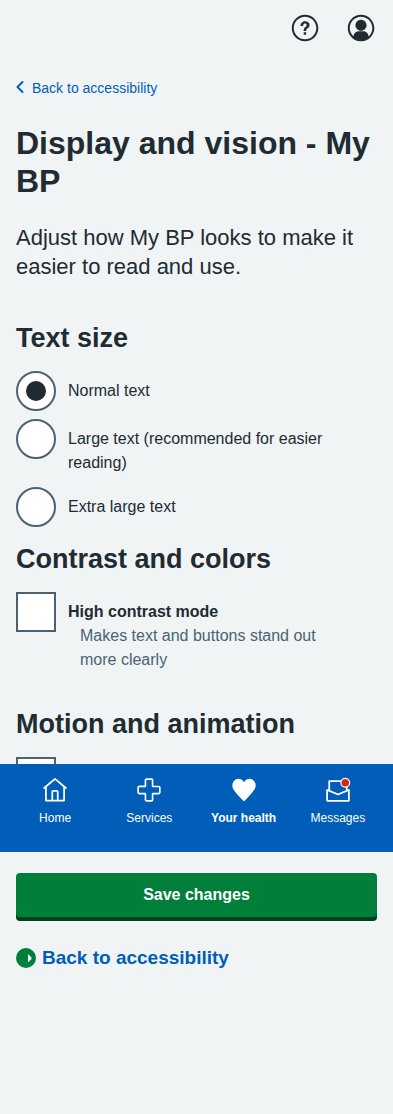 Back to accessibility
Display and vision - My
BP
Adjust how My BP looks to make it
easier to read and use.
Text size
Normal text
Large text (recommended for easier
reading)
Extra large text
Contrast and colors
High contrast mode
Makes text and buttons stand out
more clearly
Motion and animation
Home
Services
Your health
Messages
Save changes
Back to accessibility